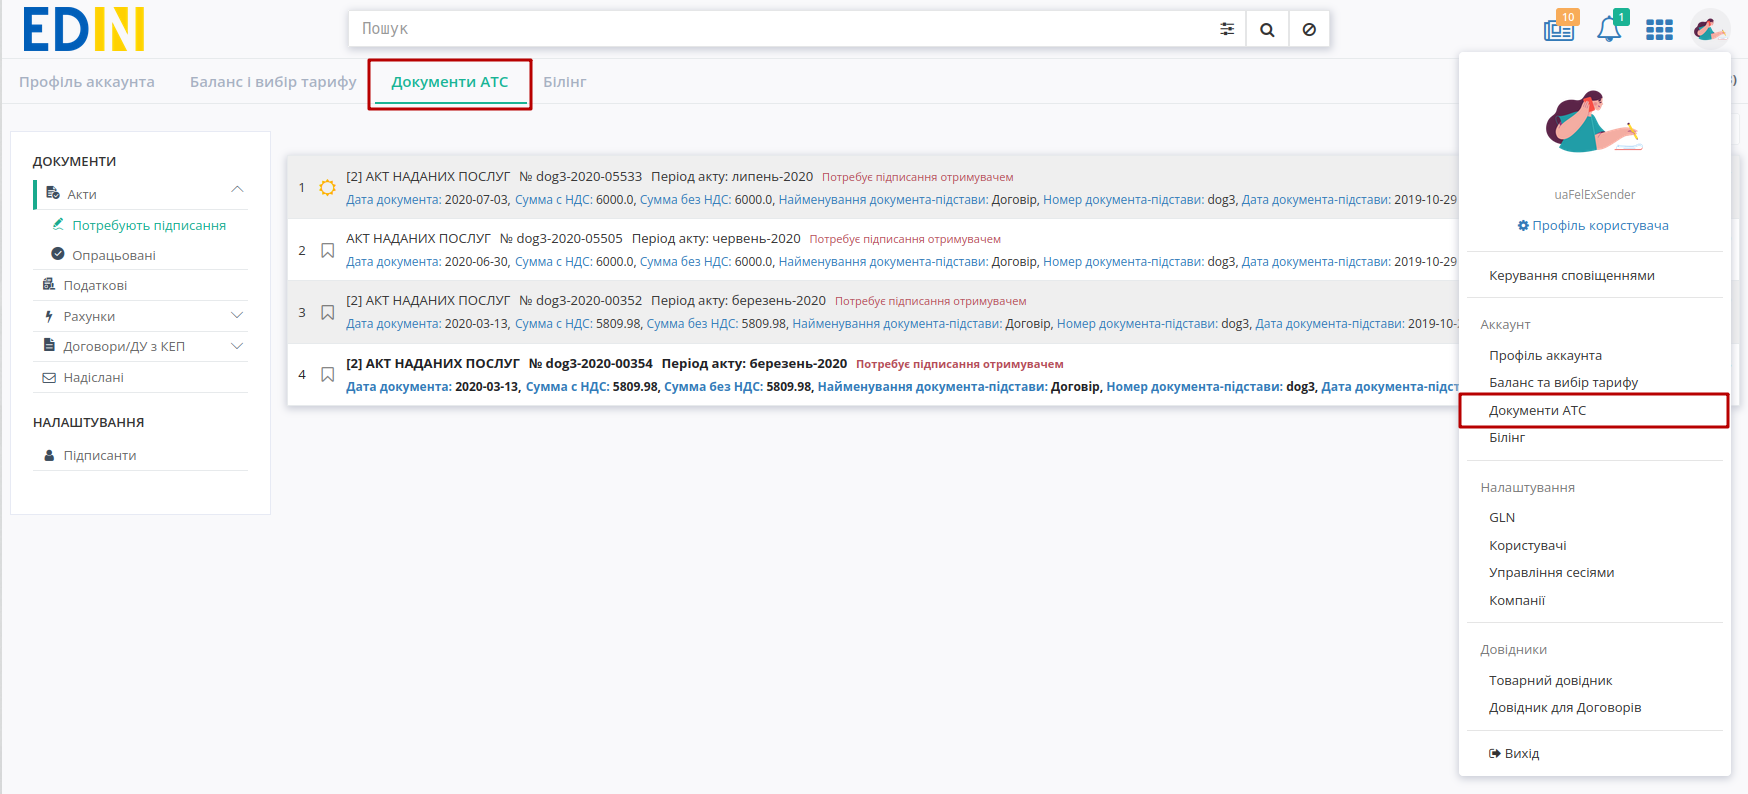 EDIN
Пошук
10
1
Профіль аккаунта
Баланс і вибір тарифу
Документи АТС
Білінг
3)
ДОКУМЕНТИ
Акти
Потребують підписання
Опрацьовані
Податкові
Рахунки
Договори/ДУ з КЕП
Надіслані
НАЛАШТУВАННЯ
Підписанти
1 [2] АКТ НАДАНИХ ПОСЛУГ № dog3-2020-05533 Період акту: липень-2020 Потребує підписання отримувачем
Дата документа: 2020-07-03, Сумма с НДС: 6000.0, Сумма без НДС: 6000.0, Найменування документа-підстави: Договір, Номер документа-підстави: dog3, Дата документа-підстави: 2019-10-29
2 АКТ НАДАНИХ ПОСЛУГ № dog3-2020-05505 Період акту: червень-2020 Потребує підписання отримувачем
Дата документа: 2020-06-30, Сумма с НДС: 6000.0, Сумма без НДС: 6000.0, Найменування документа-підстави: Договір, Номер документа-підстави: dog3, Дата документа-підстави: 2019-10-29
3 [2] АКТ НАДАНИХ ПОСЛУГ № dog3-2020-00352 Період акту: березень-2020 Потребує підписання отримувачем
Дата документа: 2020-03-13, Сумма с НДС: 5809.98, Сумма без НДС: 5809.98, Найменування документа-підстави: Договір, Номер документа-підстави: dog3, Дата документа-підстави: 2019-10-
4 [2] АКТ НАДАНИХ ПОСЛУГ № dog3-2020-00354 Період акту: березень-2020 Потребує підписання отримувачем
Дата документа: 2020-03-13, Сумма с НДС: 5809.98, Сумма без НДС: 5809.98, Найменування документа-підстави: Договір, Номер документа-підстави: dog3, Дата документа-підст
uaFelExSender
Профіль користувача
Керування сповіщеннями
Аккаунт
Профіль аккаунта
Баланс та вибір тарифу
Документи АТС
Білінг
Налаштування
GLN
Користувачі
Управління сесіями
Компанії
Довідники
Товарний довідник
Довідник для Договорів
Вихід